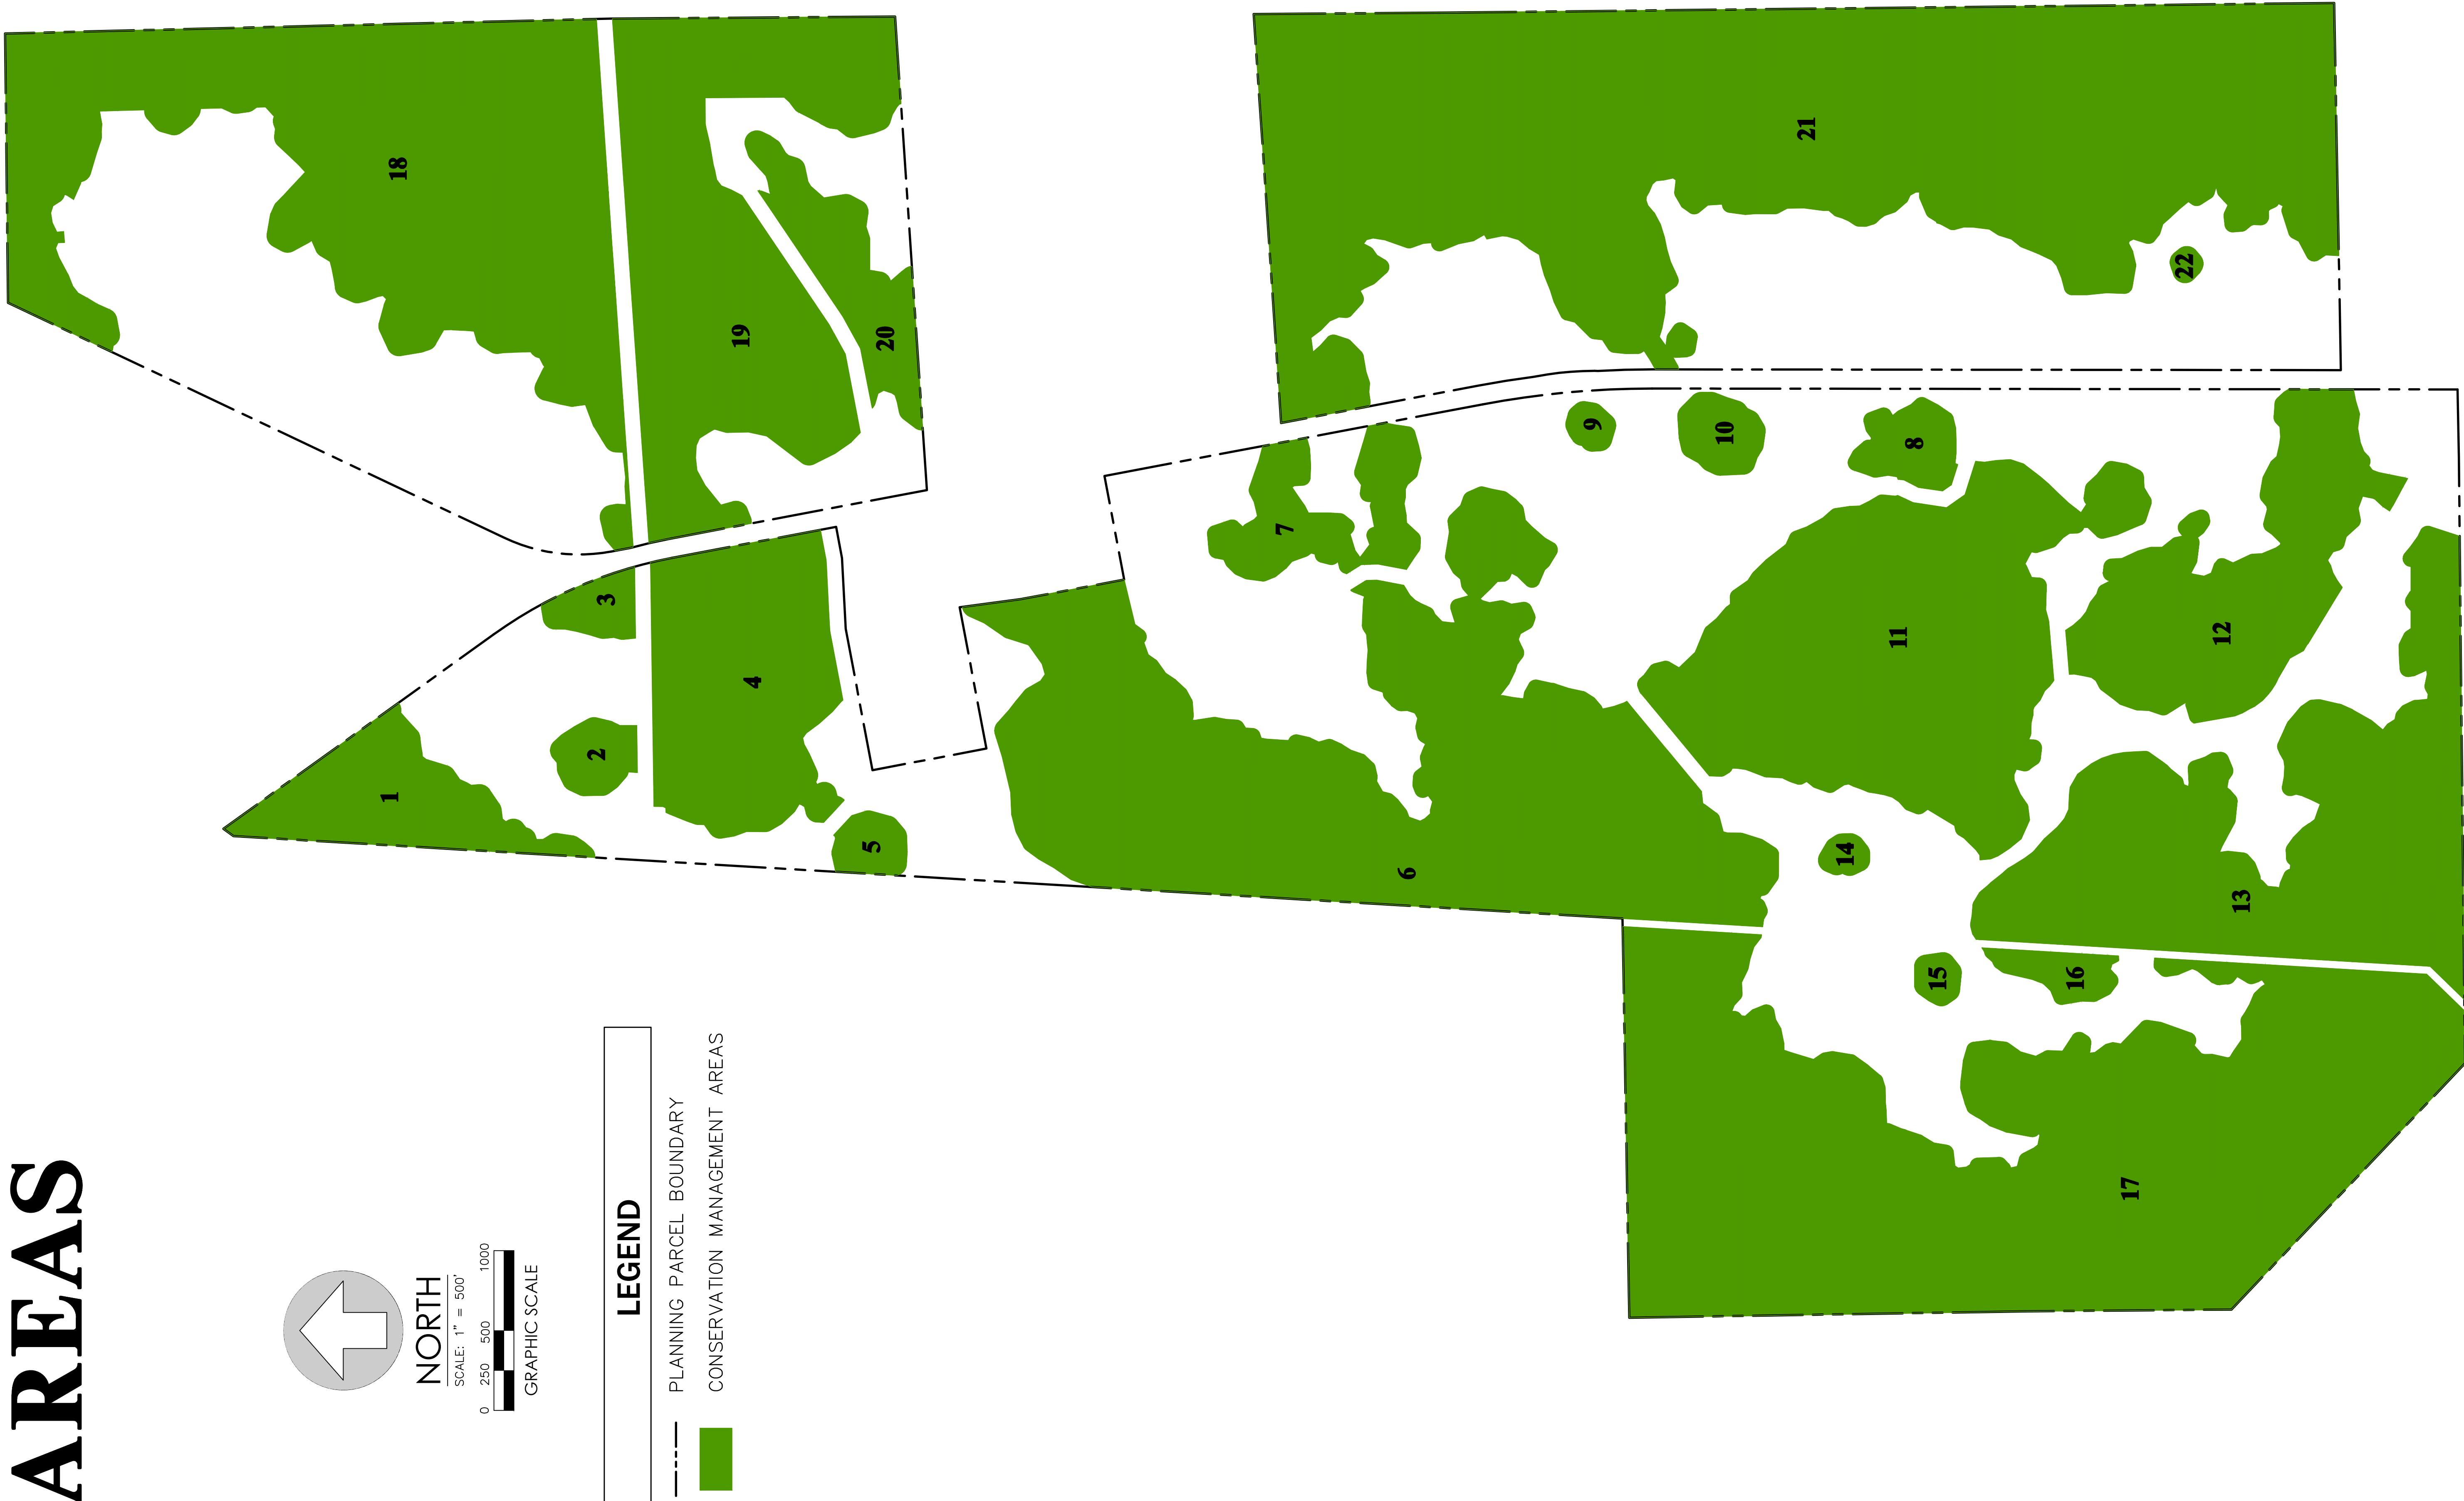 AREAS
NORTH
SCALE: 1" = 500'
0 250 500 1000
GRAPHIC SCALE
LEGEND
PLANNING PARCEL BOUNDARY
CONSERVATION MANAGEMENT AREAS
1
2
3
4
5
6
7
8
9
10
11
12
13
14
15
16
17
18
19
20
21
22